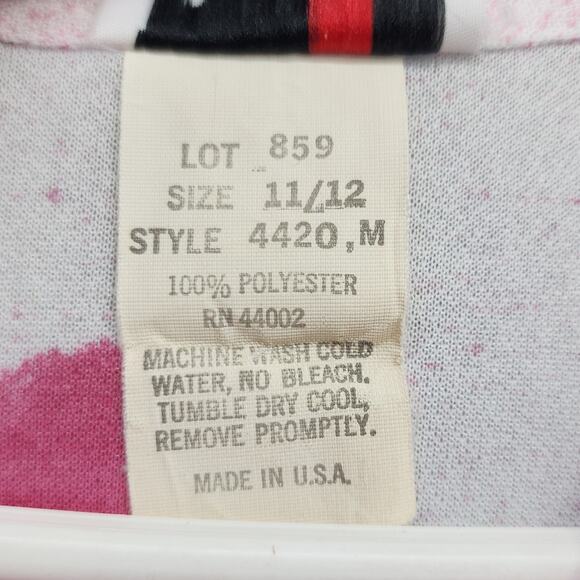 LOT 859
SIZE 11/12
STYLE 4420,M
100% POLYESTER
RN 44002
MACHINE WASH COLD
WATER, NO BLEACH.
TUMBLE DRY COOL,
REMOVE PROMPTLY.
MADE IN U.S.A.